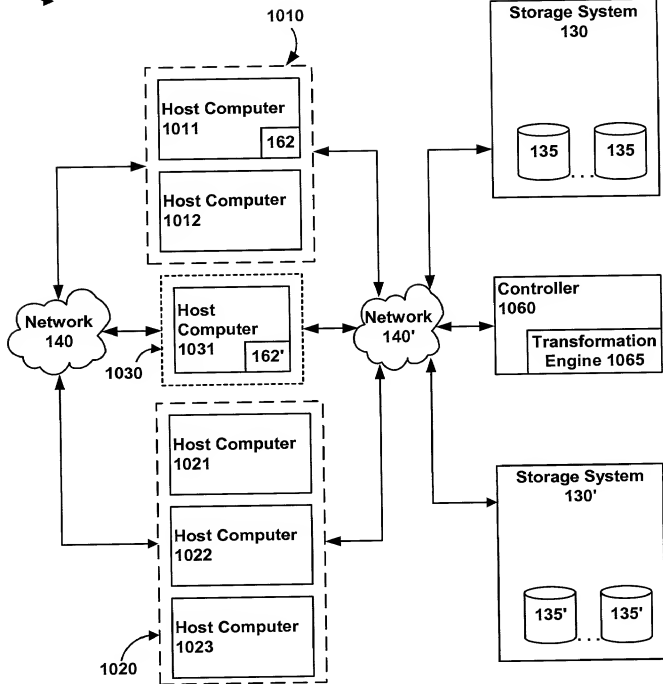 1010
Host Computer
1011
162
Host Computer
1012
Network
140
Host
Computer
1031
162'
1030
Host Computer
1021
Host Computer
1022
Host Computer
1023
1020
Network
140'
Storage System
130
135
...
135
Controller
1060
Transformation
Engine 1065
Storage System
130'
135'
...
135'